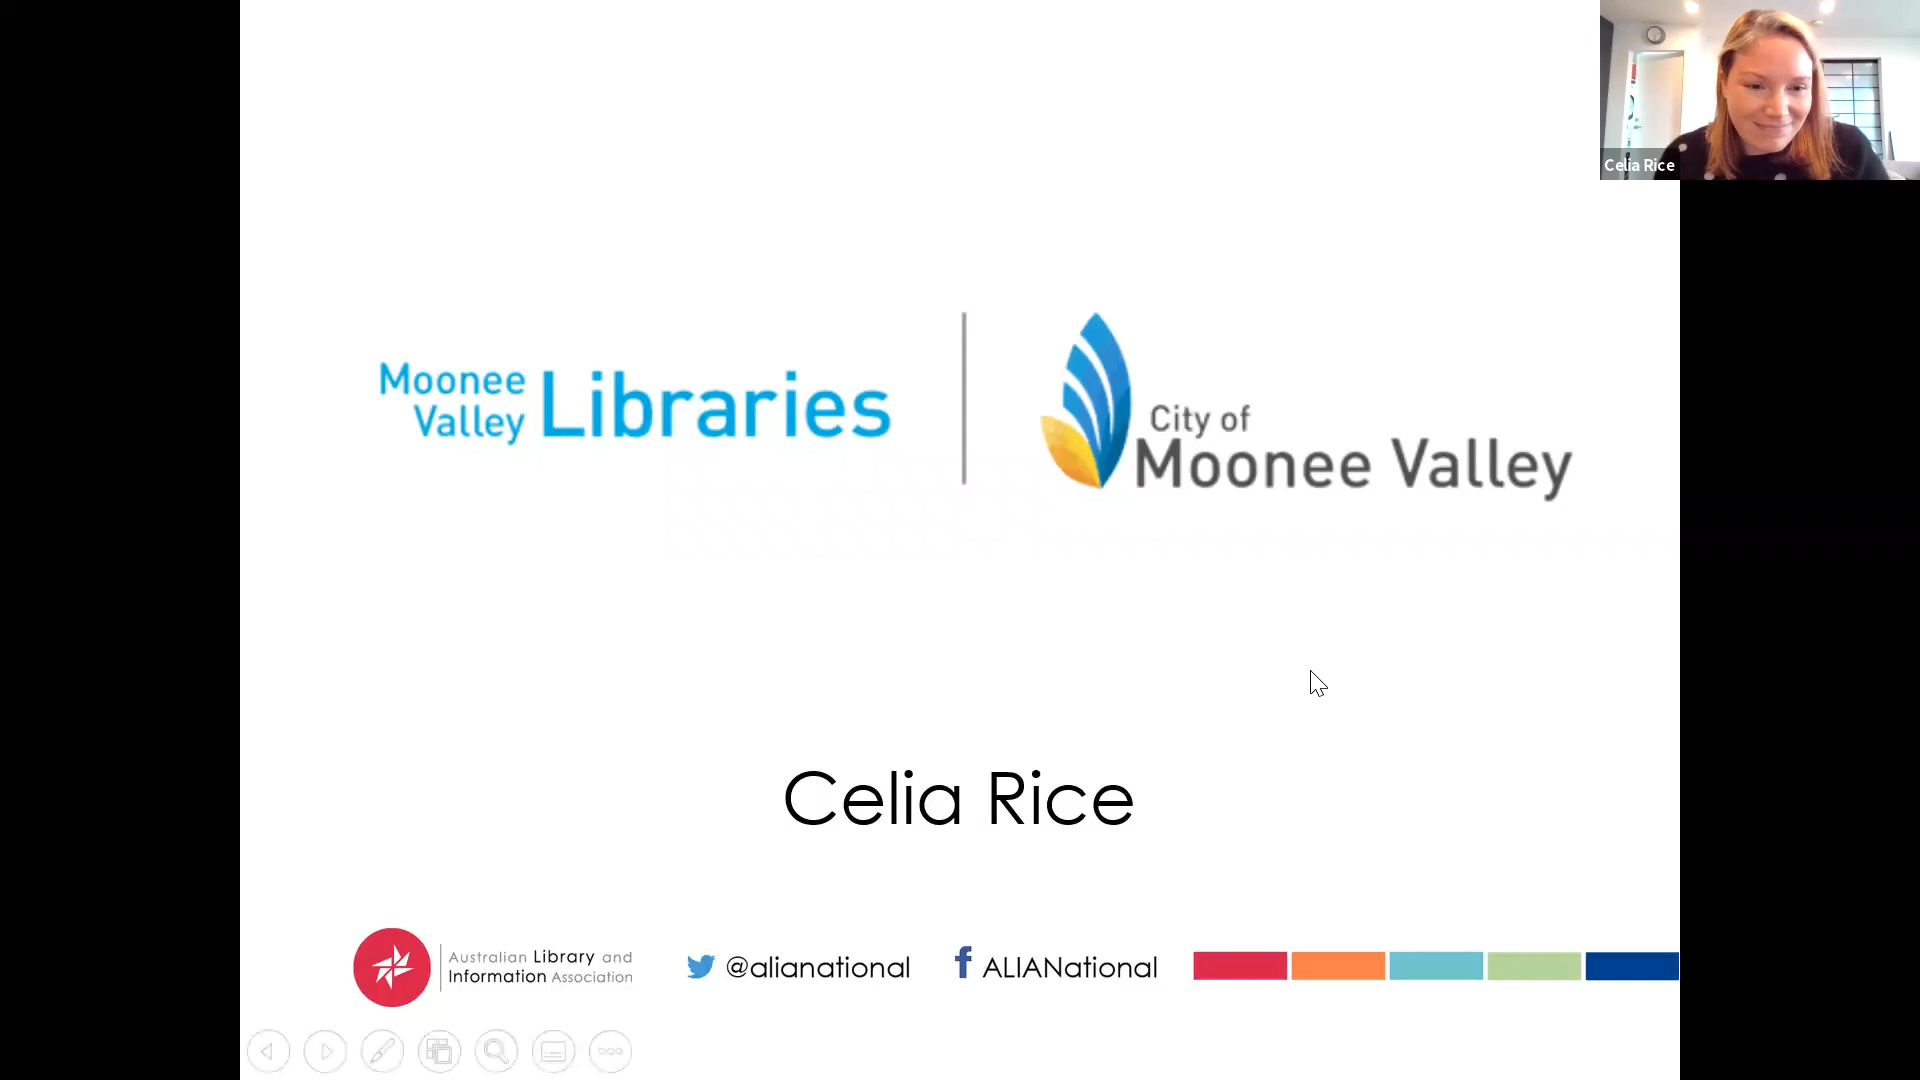 Celia Rice
Moonee
Valley Libraries
City of
Moonee Valley
Celia Rice
Australian Library and
Information Association
@alianational
ALIANational